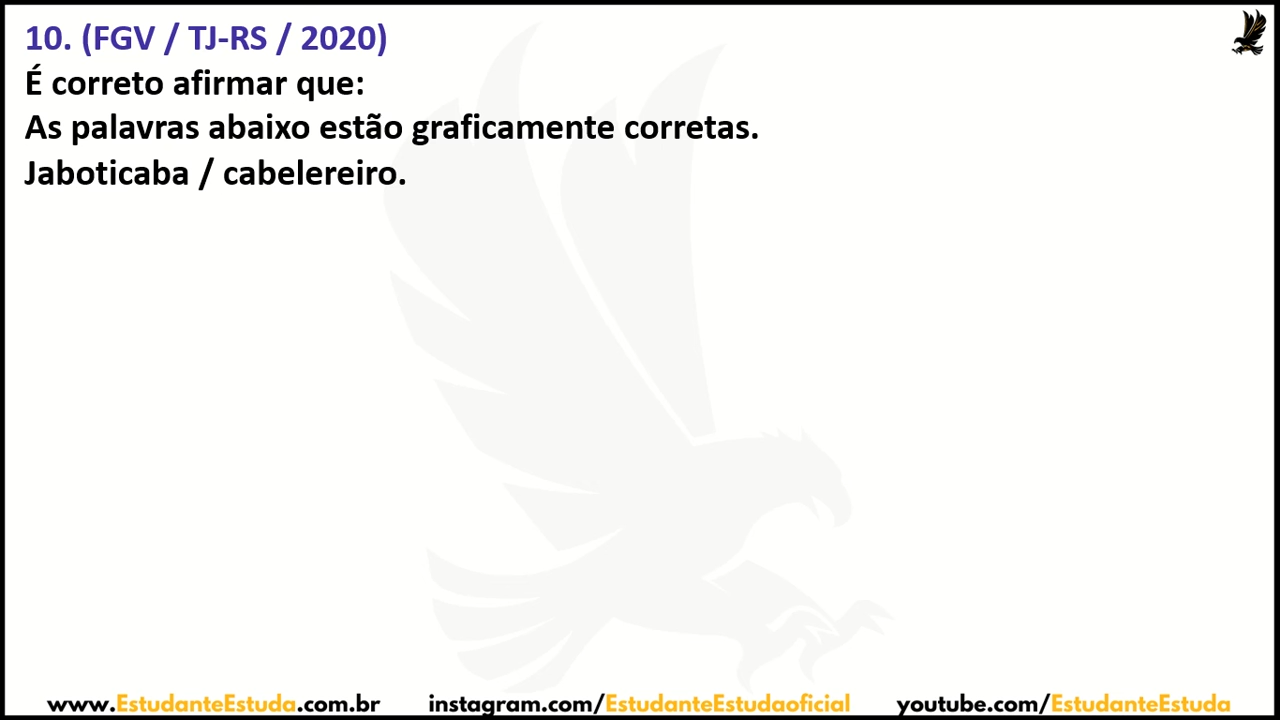 10. (FGV / TJ-RS / 2020)
É correto afirmar que:
As palavras abaixo estão graficamente corretas.
Jaboticaba / cabelereiro.
www.EstudanteEstuda.com.br instagram.com/EstudanteEstudaoficial youtube.com/EstudanteEstuda